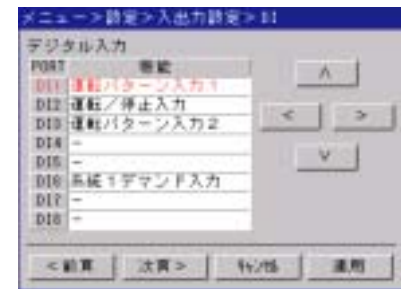 メニュー>設定>入出力設定>DI
デジタル入力
PORT 機能
DI1 運転パターン入力1
DI2 運転／停止入力
DI3 運転パターン入力2
DI4 -
DI5 -
DI6 系統1デマンド入力
DI7 -
DI8 -
∧
< >
∨
<前頁 次頁> ｷｬﾝｾﾙ 適用